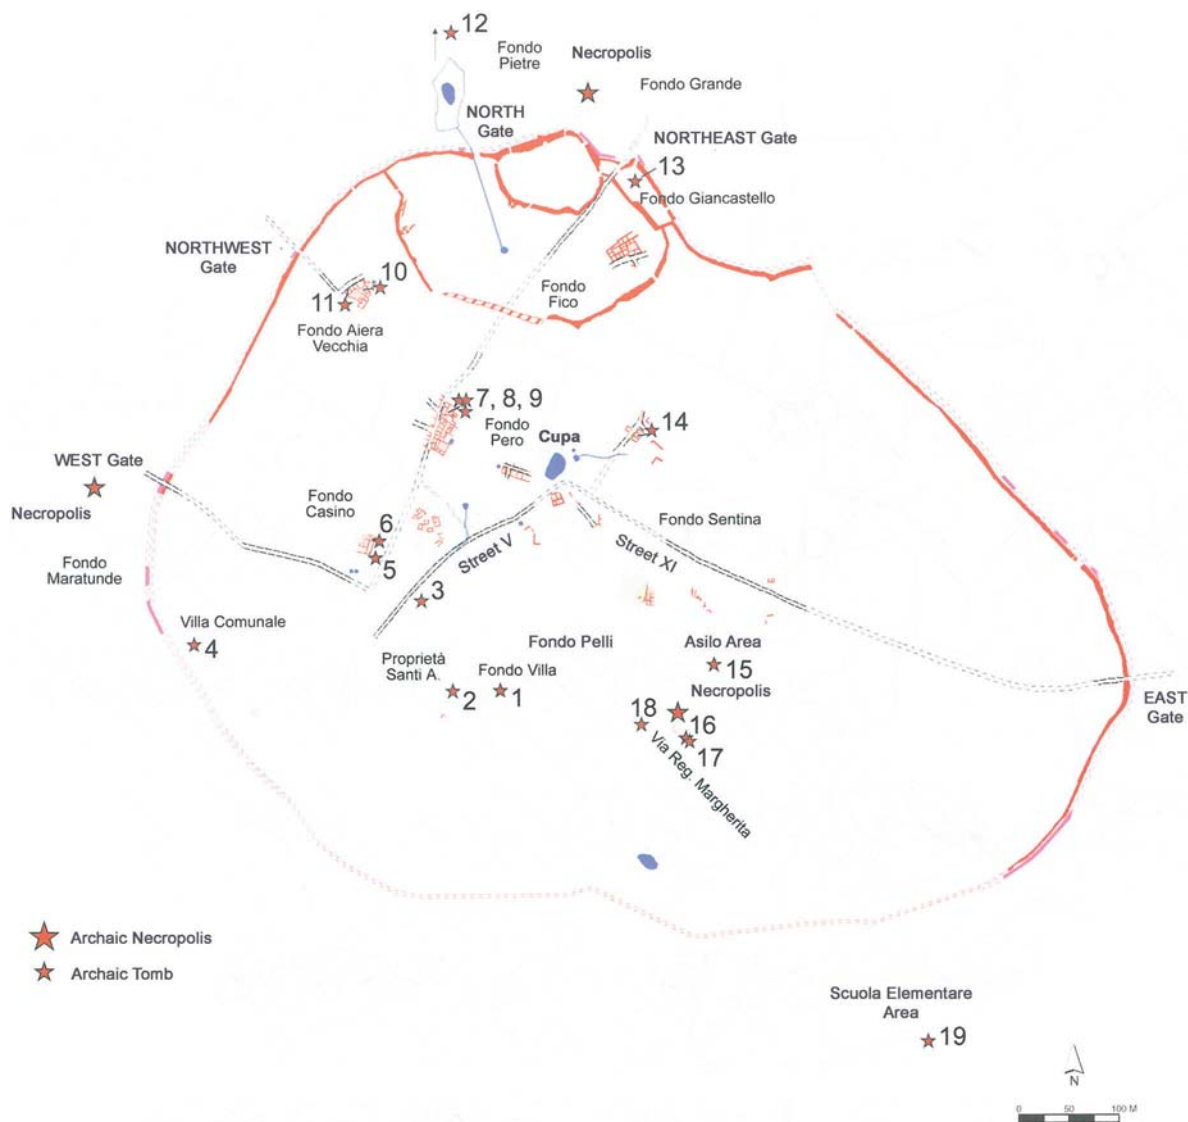 12
Fondo
Pietre
Necropolis
Fondo Grande
NORTH
Gate
NORTHEAST Gate
13
Fondo Giancastello
NORTHWEST
Gate
10
11
Fondo Aiera
Vecchia
Fondo
Fico
7, 8, 9
Fondo
Pero
Cupa
14
WEST Gate
Necropolis
Fondo
Maratunde
Fondo
Casino
6
5
Street V
Fondo Sentina
Street XI
3
Villa Comunale
4
Proprietà
Santi A.
Fondo Villa
2
1
Fondo Pelli
Asilo Area
15
Necropolis
18
16
17
Via Reg. Margherita
EAST
Gate
Archaic Necropolis
Archaic Tomb
Scuola Elementare
Area
19
N
0 50 100 M